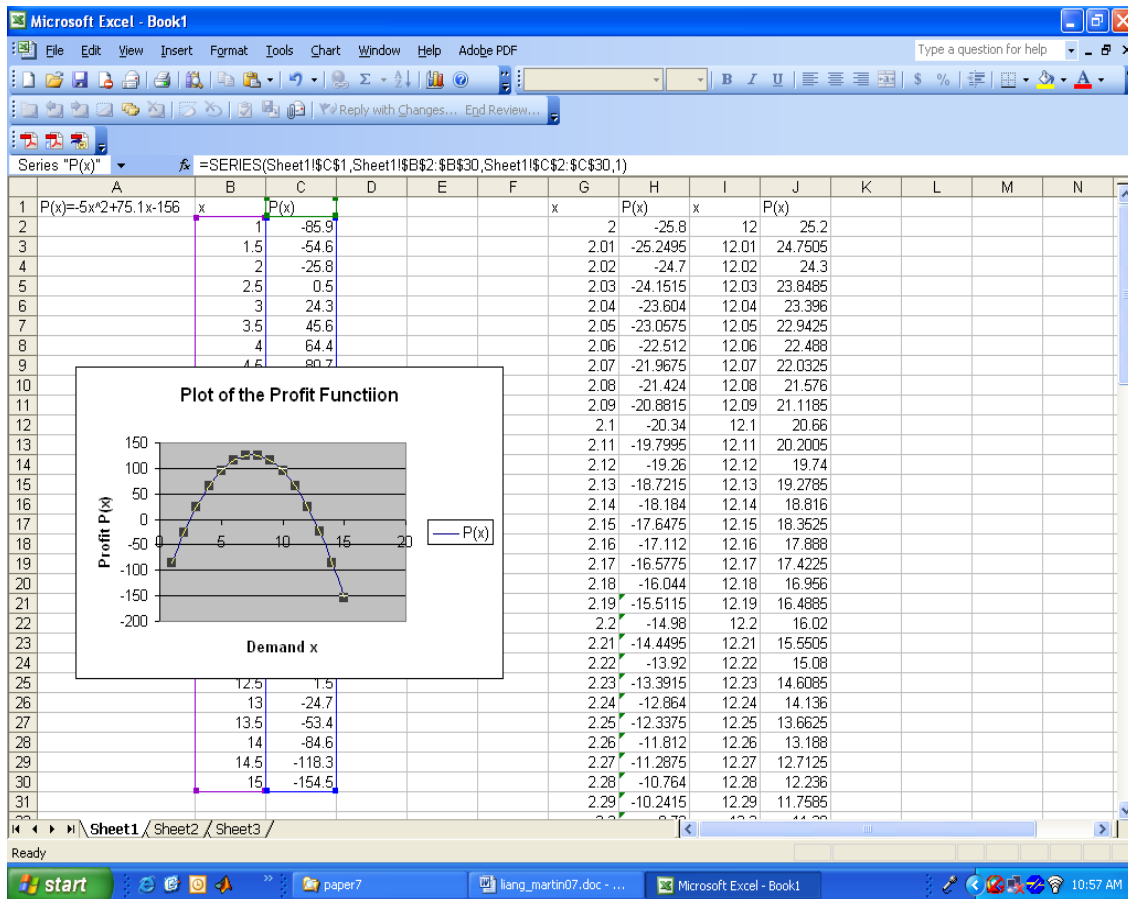 Microsoft Excel - Book1
File Edit View Insert Format Tools Chart Window Help Adobe PDF Type a question for help
Reply with Changes... End Review...
Series "P(x)" fx =SERIES(Sheet1!$C$1,Sheet1!$B$2:$B$30,Sheet1!$C$2:$C$30,1)
A B C D E F G H I J K L M N
1 P(x)=-5x^2+75.1x-156 x P(x) x P(x) x P(x)
2 1 -85.9 2 -25.8 12 25.2
3 1.5 -54.6 2.01 -25.2495 12.01 24.7505
4 2 -25.8 2.02 -24.7 12.02 24.3
5 2.5 0.5 2.03 -24.1515 12.03 23.8485
6 3 24.3 2.04 -23.604 12.04 23.396
7 3.5 45.6 2.05 -23.0575 12.05 22.9425
8 4 64.4 2.06 -22.512 12.06 22.488
9 4.5 80.7 2.07 -21.9675 12.07 22.0325
10 2.08 -21.424 12.08 21.576
11 2.09 -20.8815 12.09 21.1185
12 2.1 -20.34 12.1 20.66
13 2.11 -19.7995 12.11 20.2005
14 2.12 -19.26 12.12 19.74
15 2.13 -18.7215 12.13 19.2785
16 2.14 -18.184 12.14 18.816
17 2.15 -17.6475 12.15 18.3525
18 2.16 -17.112 12.16 17.888
19 2.17 -16.5775 12.17 17.4225
20 2.18 -16.044 12.18 16.956
21 2.19 -15.5115 12.19 16.4885
22 2.2 -14.98 12.2 16.02
23 2.21 -14.4495 12.21 15.5505
24 2.22 -13.92 12.22 15.08
25 12.5 1.5 2.23 -13.3915 12.23 14.6085
26 13 -24.7 2.24 -12.864 12.24 14.136
27 13.5 -53.4 2.25 -12.3375 12.25 13.6625
28 14 -84.6 2.26 -11.812 12.26 13.188
29 14.5 -118.3 2.27 -11.2875 12.27 12.7125
30 15 -154.5 2.28 -10.764 12.28 12.236
31 2.29 -10.2415 12.29 11.7585
Plot of the Profit Functiion
Profit P(x)
150
100
50
0
-50
-100
-150
-200
0 5 10 15 20
P(x)
Demand x
Sheet1 Sheet2 Sheet3
Ready
start paper7 liang_martin07.doc - ... Microsoft Excel - Book1 10:57 AM